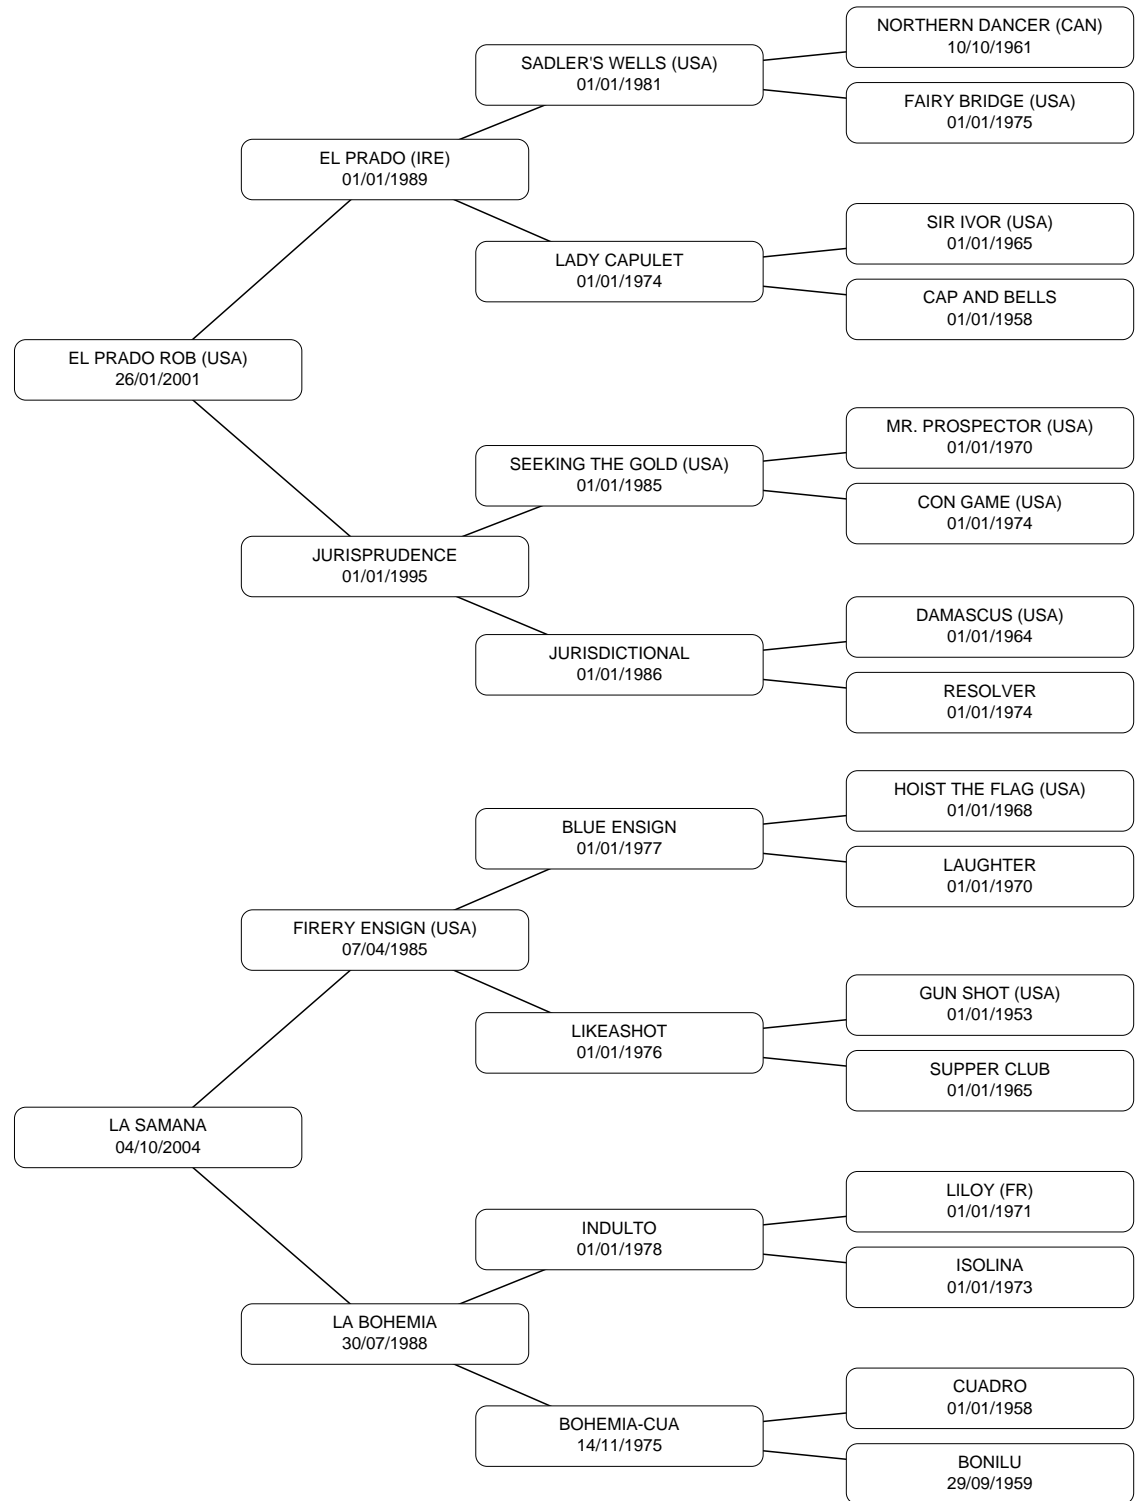 NORTHERN DANCER (CAN)
10/10/1961
SADLER'S WELLS (USA)
01/01/1981
FAIRY BRIDGE (USA)
01/01/1975
EL PRADO (IRE)
01/01/1989
SIR IVOR (USA)
01/01/1965
LADY CAPULET
01/01/1974
CAP AND BELLS
01/01/1958
EL PRADO ROB (USA)
26/01/2001
MR. PROSPECTOR (USA)
01/01/1970
SEEKING THE GOLD (USA)
01/01/1985
CON GAME (USA)
01/01/1974
JURISPRUDENCE
01/01/1995
DAMASCUS (USA)
01/01/1964
JURISDICTIONAL
01/01/1986
RESOLVER
01/01/1974
HOIST THE FLAG (USA)
01/01/1968
BLUE ENSIGN
01/01/1977
LAUGHTER
01/01/1970
FIRERY ENSIGN (USA)
07/04/1985
GUN SHOT (USA)
01/01/1953
LIKEASHOT
01/01/1976
SUPPER CLUB
01/01/1965
LA SAMANA
04/10/2004
LILOY (FR)
01/01/1971
INDULTO
01/01/1978
ISOLINA
01/01/1973
LA BOHEMIA
30/07/1988
CUADRO
01/01/1958
BOHEMIA-CUA
14/11/1975
BONILU
29/09/1959